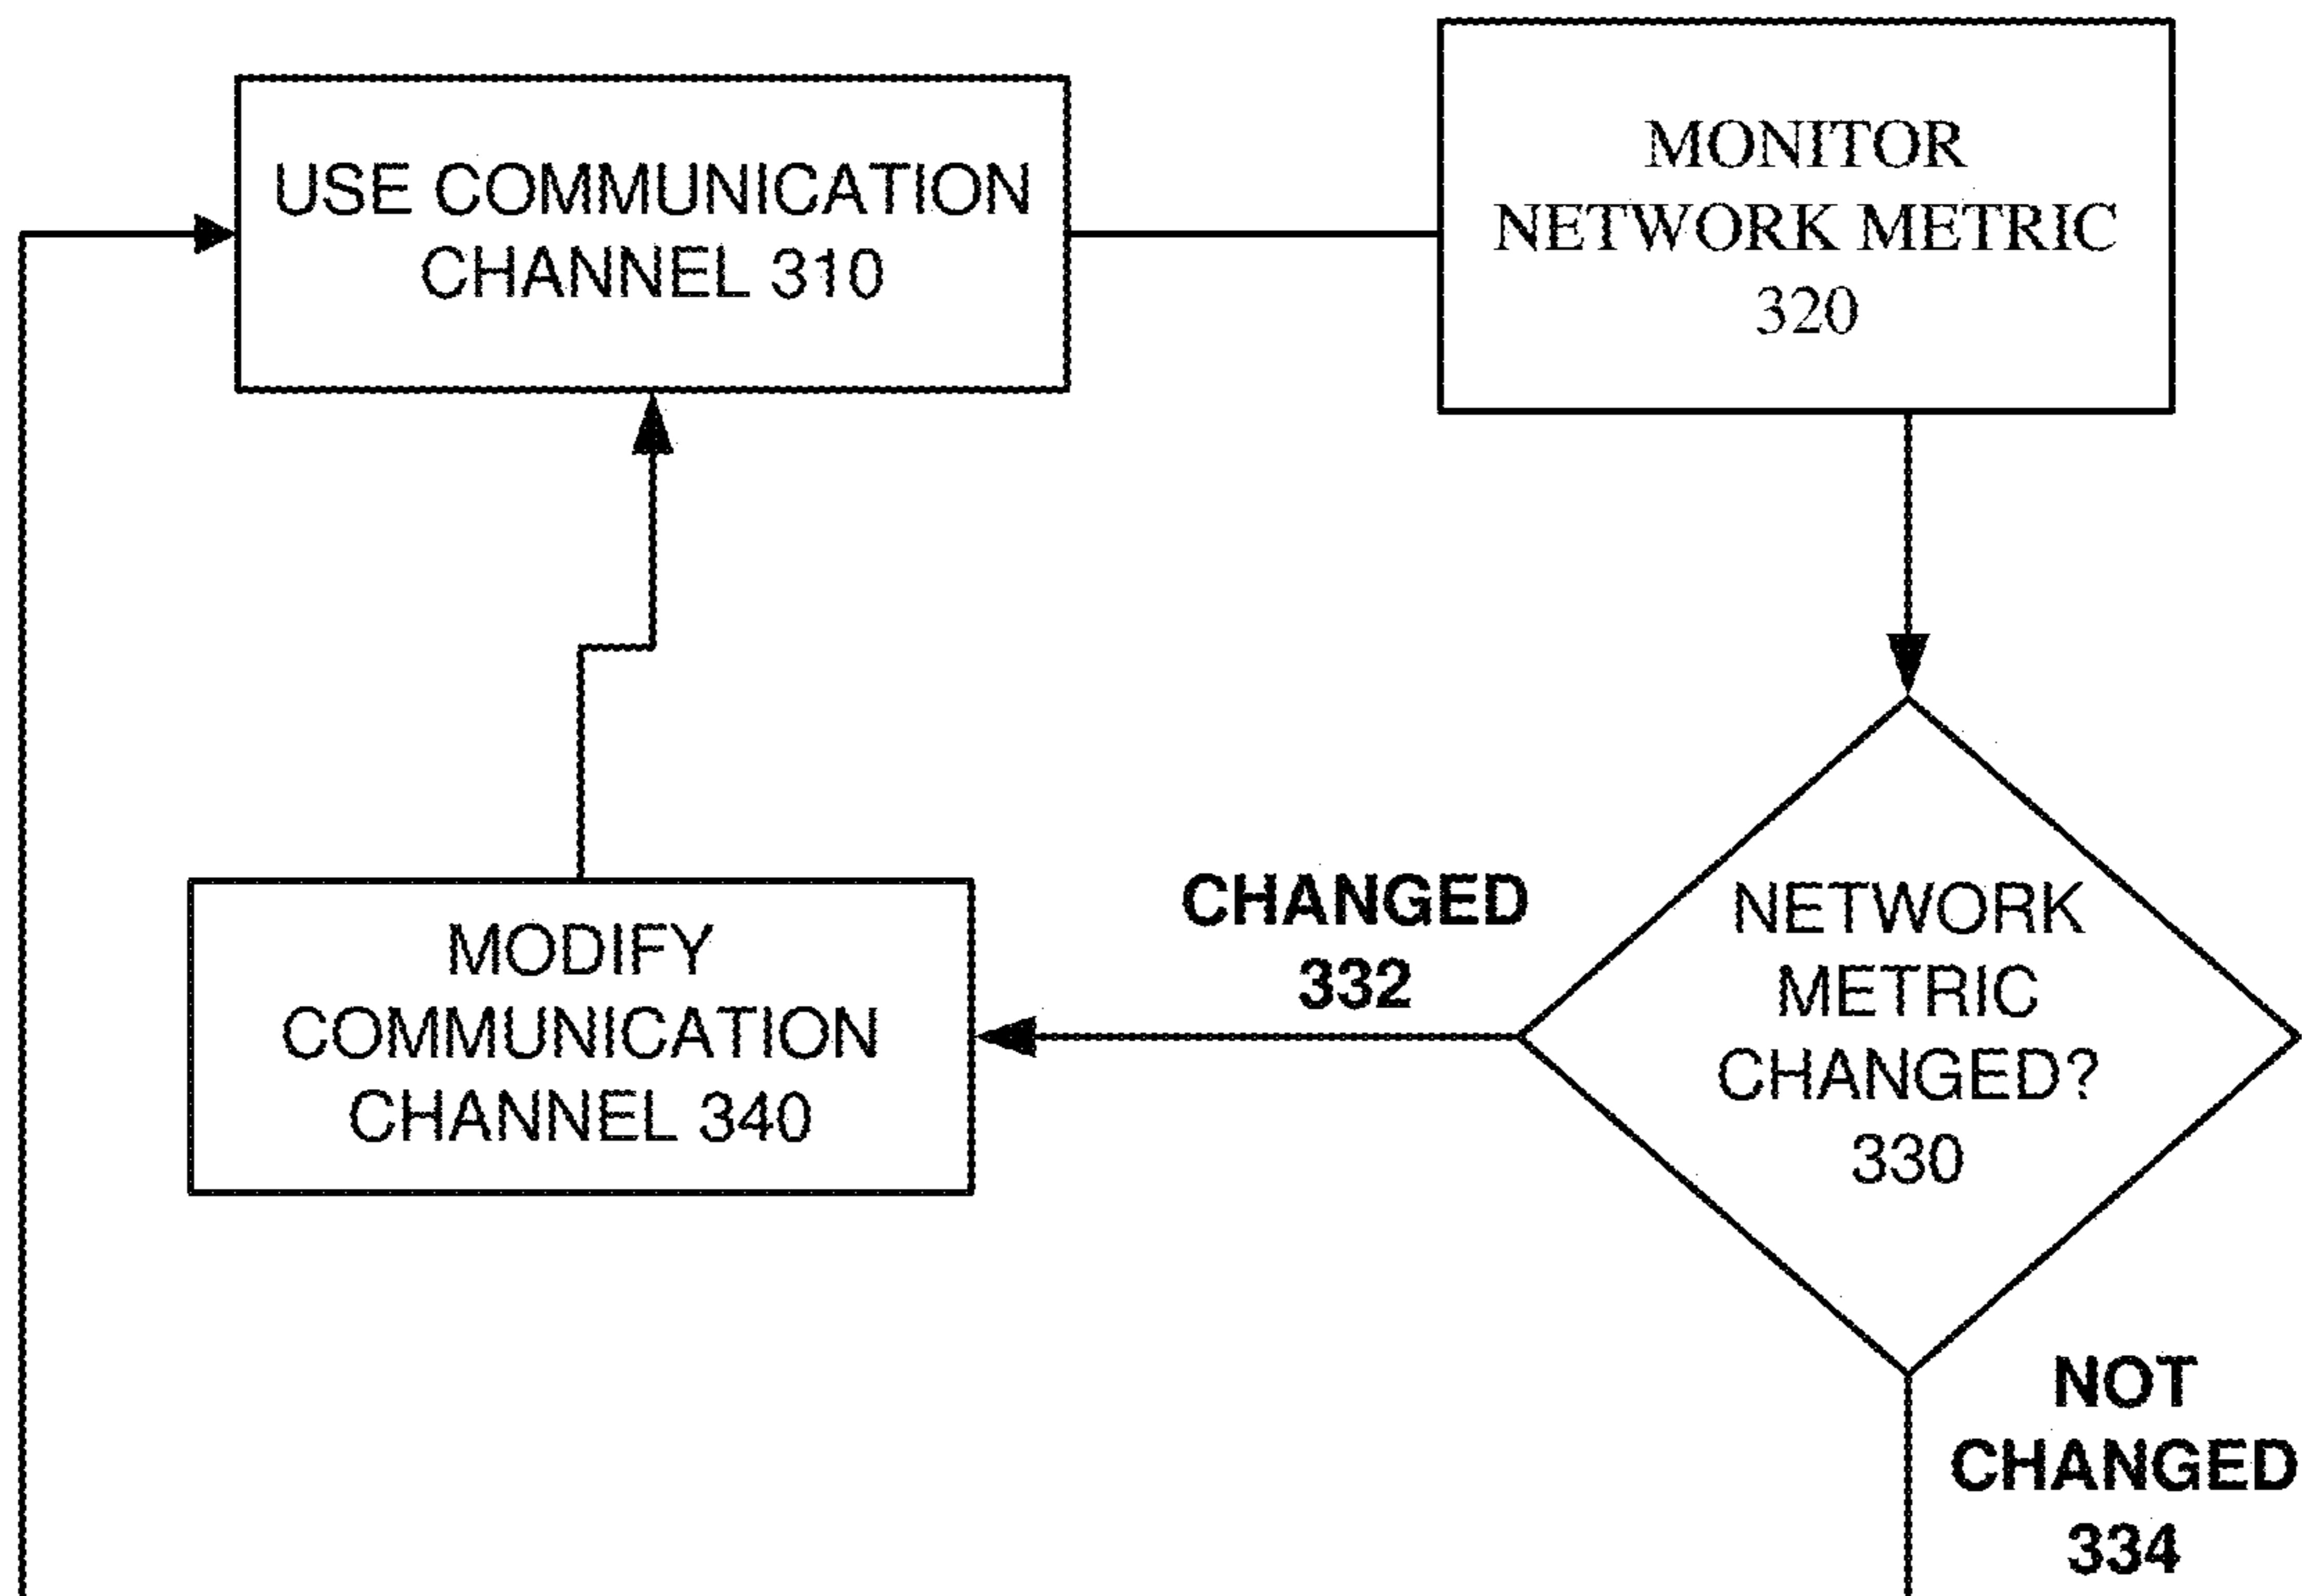 USE COMMUNICATION
CHANNEL 310
MONITOR
NETWORK METRIC
320
CHANGED
332
NETWORK
METRIC
CHANGED?
330
MODIFY
COMMUNICATION
CHANNEL 340
NOT
CHANGED
334